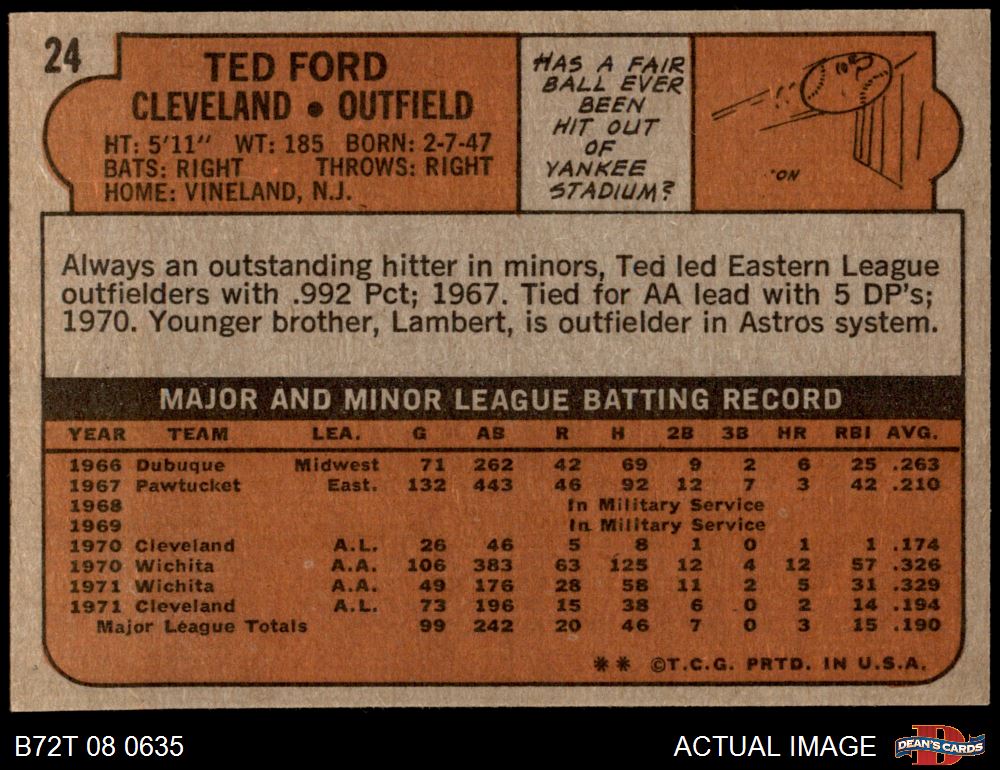 24
TED FORD
CLEVELAND • OUTFIELD
HT: 5'11" WT: 185 BORN: 2-7-47
BATS: RIGHT THROWS: RIGHT
HOME: VINELAND, N.J.
HAS A FAIR
BALL EVER
BEEN
HIT OUT
OF
YANKEE
STADIUM?
'ON
Always an outstanding hitter in minors, Ted led Eastern League
outfielders with .992 Pct; 1967. Tied for AA lead with 5 DP's;
1970. Younger brother, Lambert, is outfielder in Astros system.
MAJOR AND MINOR LEAGUE BATTING RECORD
YEAR TEAM LEA. G AB R H 2B 3B HR RBI AVG.
1966 Dubuque Midwest 71 262 42 69 9 2 6 25 .263
1967 Pawtucket East. 132 443 46 92 12 7 3 42 .210
1968 In Military Service
1969 In Military Service
1970 Cleveland A.L. 26 46 5 8 1 0 1 1 .174
1970 Wichita A.A. 106 383 63 125 12 4 12 57 .326
1971 Wichita A.A. 49 176 28 58 11 2 5 31 .329
1971 Cleveland A.L. 73 196 15 38 6 0 2 14 .194
Major League Totals 99 242 20 46 7 0 3 15 .190
** ©T.C.G. PRTD. IN U.S.A.
B72T 08 0635
ACTUAL IMAGE
D
DEAN'S CARDS